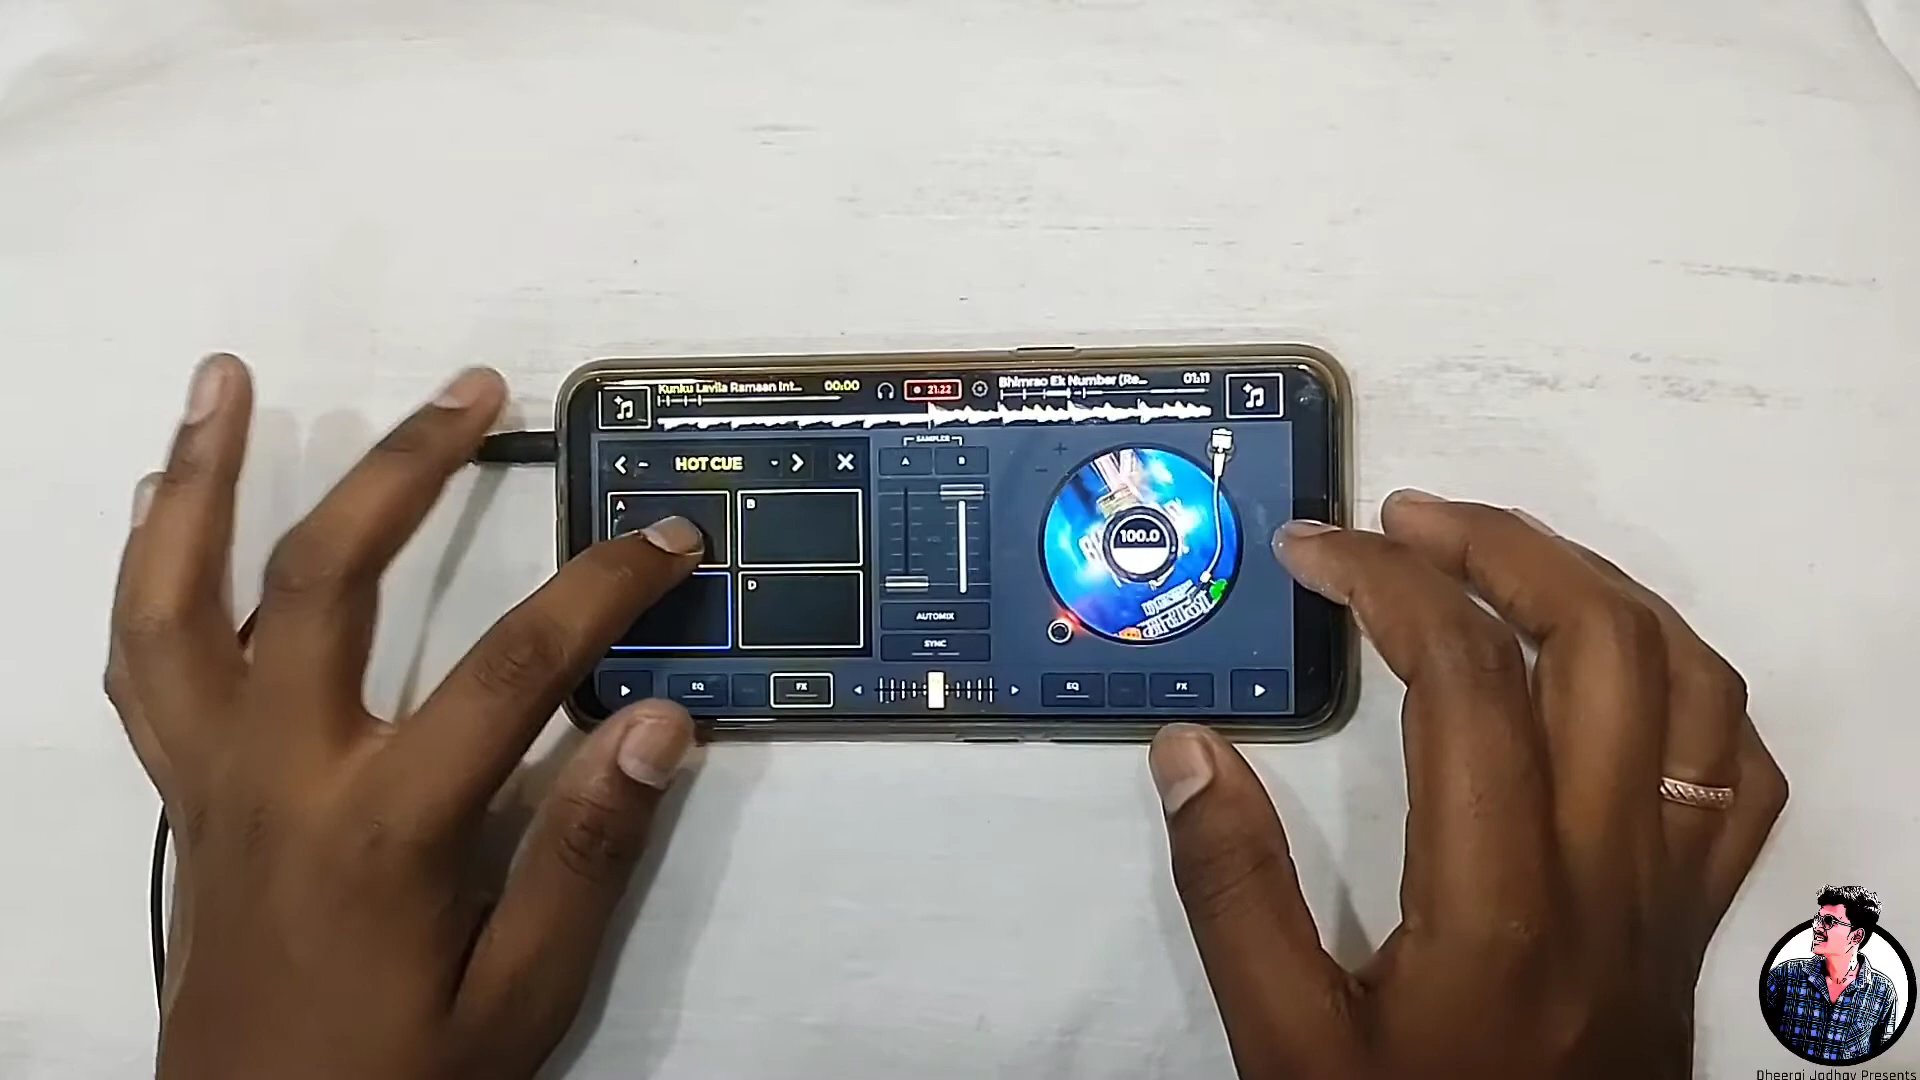 Kunku Lavila Ramaan Int... 00:00
21:22
Bhimrao Ek Number (Re... 01:11
HOT CUE
SAMPLER
A B
A
B
D
VOL
100.0
AUTOMIX
SYNC
EQ FX
EQ FX
Dheeraj Jadhav Presents